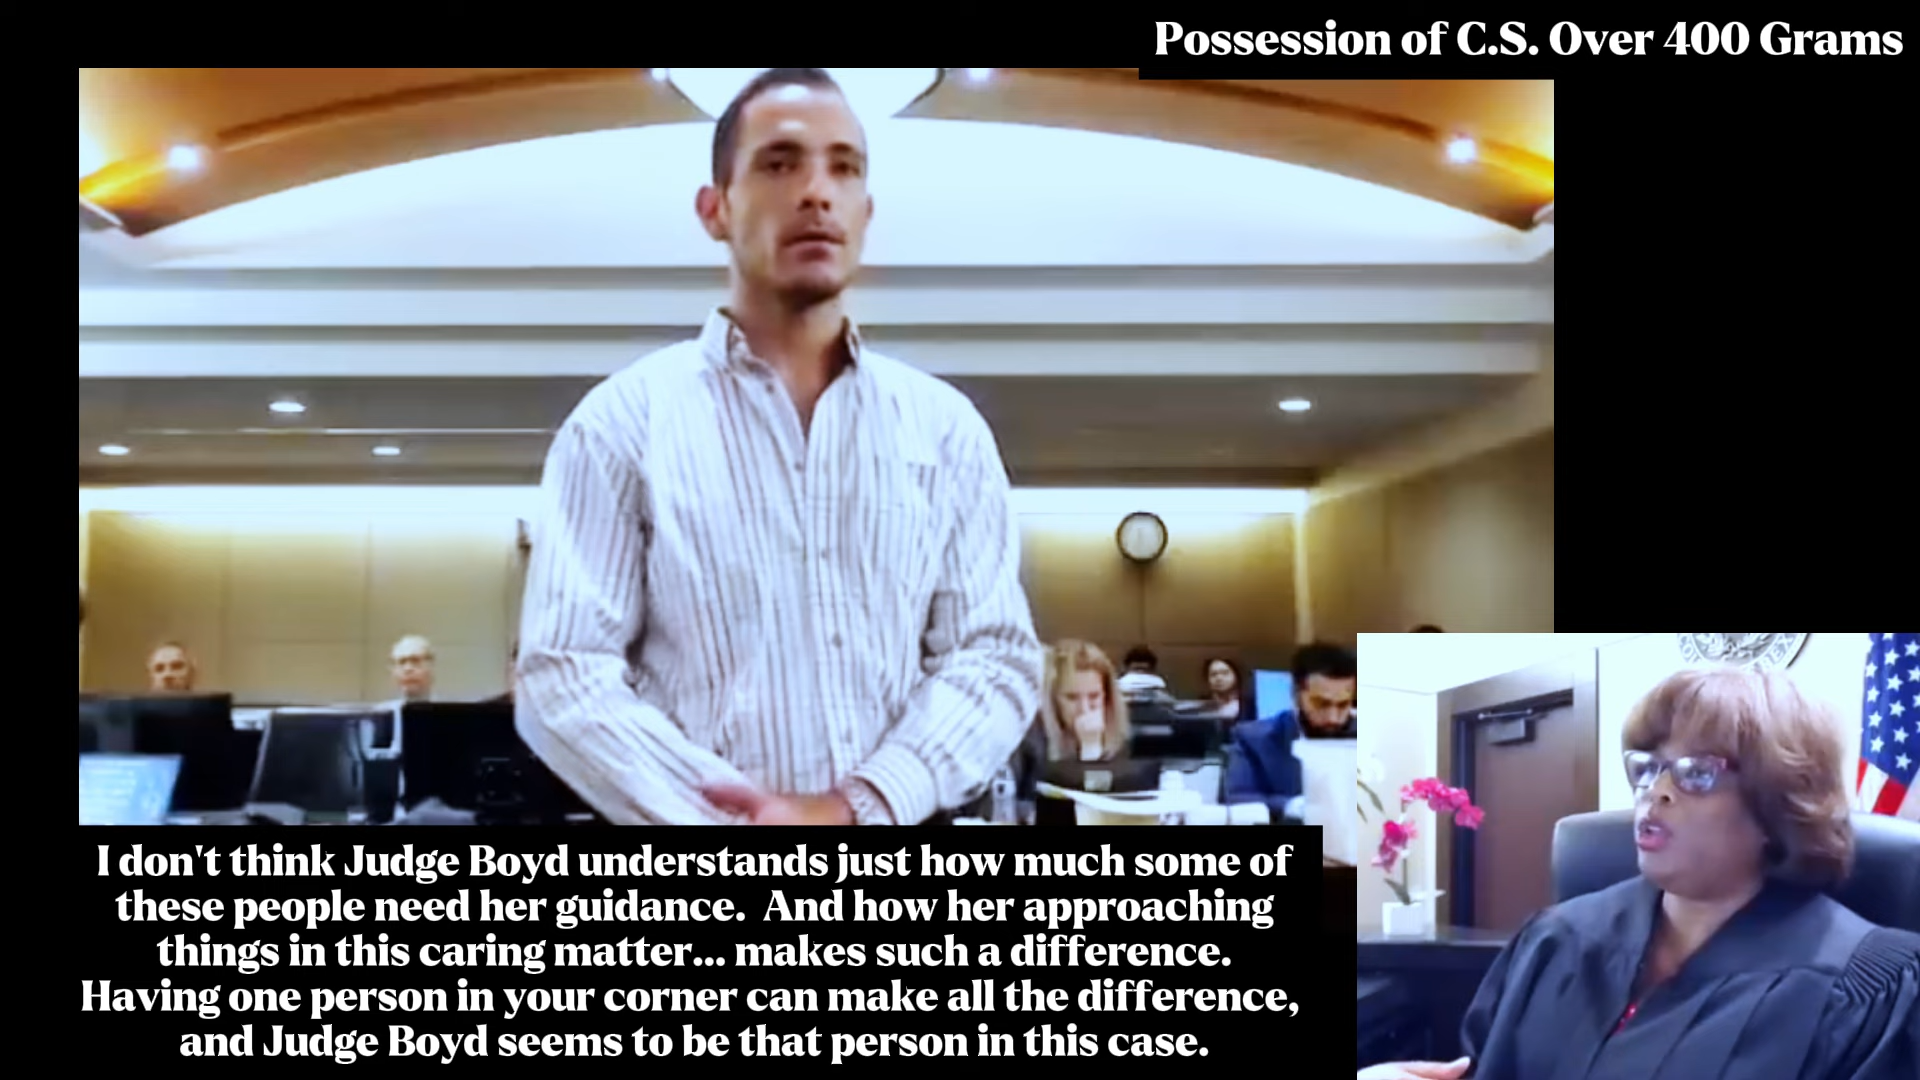 Possession of C.S. Over 400 Grams
I don't think Judge Boyd understands just how much some of
these people need her guidance.  And how her approaching
things in this caring matter... makes such a difference.
Having one person in your corner can make all the difference,
and Judge Boyd seems to be that person in this case.